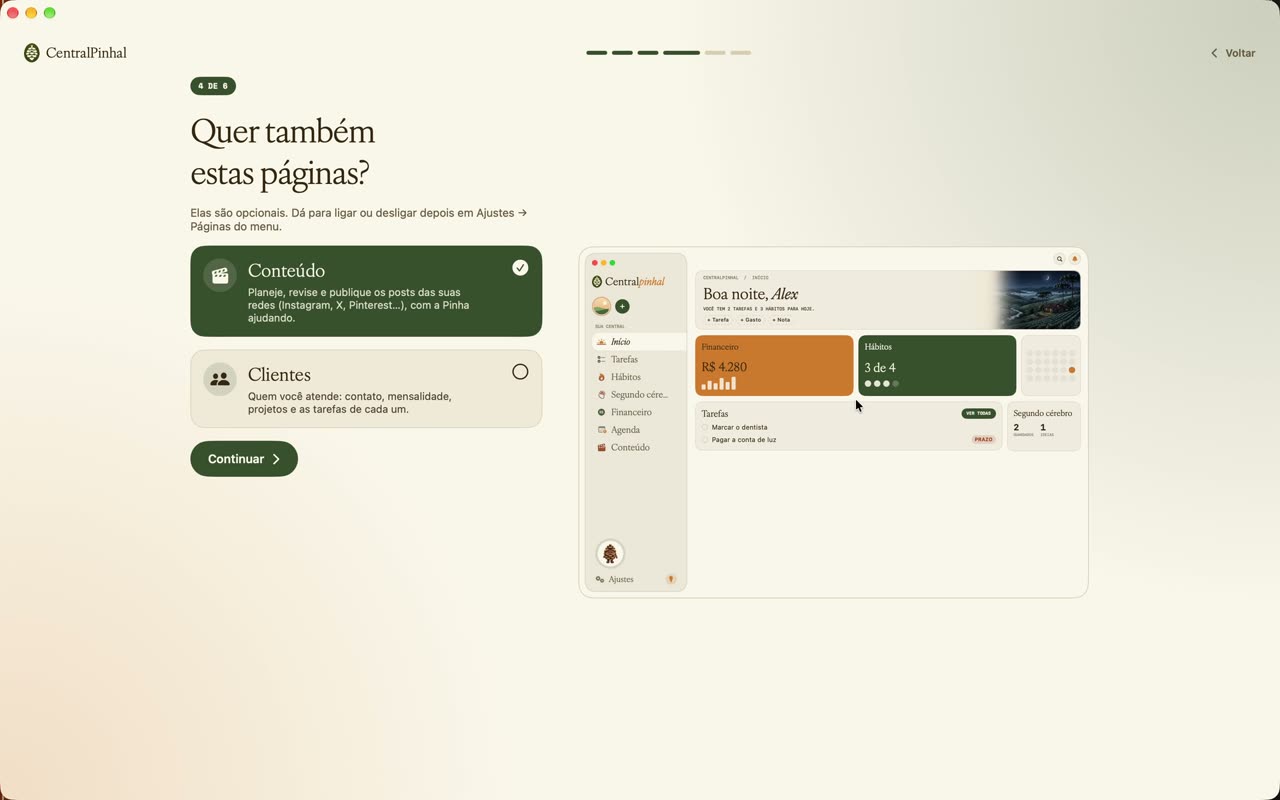 CentralPinhal
Voltar
4 DE 6
Quer também
estas páginas?
Elas são opcionais. Dá para ligar ou desligar depois em Ajustes →
Páginas do menu.
Conteúdo
Planeje, revise e publique os posts das suas
redes (Instagram, X, Pinterest...), com a Pinha
ajudando.
Clientes
Quem você atende: contato, mensalidade,
projetos e as tarefas de cada um.
Continuar
Centralpinhal
SUA CENTRAL
Início
Tarefas
Hábitos
Segundo cére...
Financeiro
Agenda
Conteúdo
Ajustes
CENTRALPINHAL / INÍCIO
Boa noite, Alex
VOCÊ TEM 2 TAREFAS E 3 HÁBITOS PARA HOJE.
+ Tarefa + Gasto + Nota
Financeiro
R$ 4.280
Hábitos
3 de 4
Tarefas
VER TODAS
Marcar o dentista
Pagar a conta de luz
PRAZO
Segundo cérebro
2 1
IDEIAS